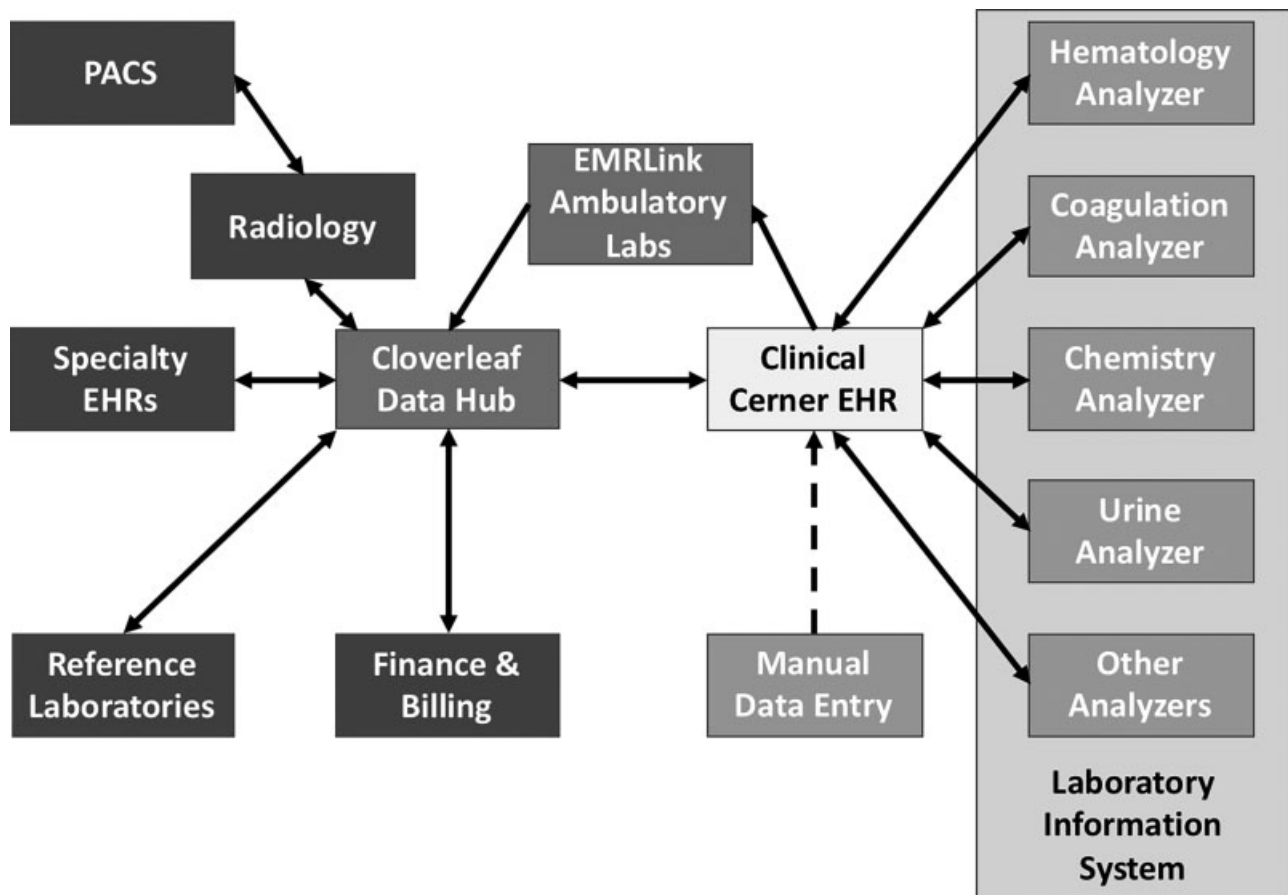 PACS
Hematology
Analyzer
EMRLink
Ambulatory
Labs
Radiology
Coagulation
Analyzer
Specialty
EHRs
Cloverleaf
Data Hub
Clinical
Cerner EHR
Chemistry
Analyzer
Urine
Analyzer
Reference
Laboratories
Finance &
Billing
Manual
Data Entry
Other
Analyzers
Laboratory
Information
System